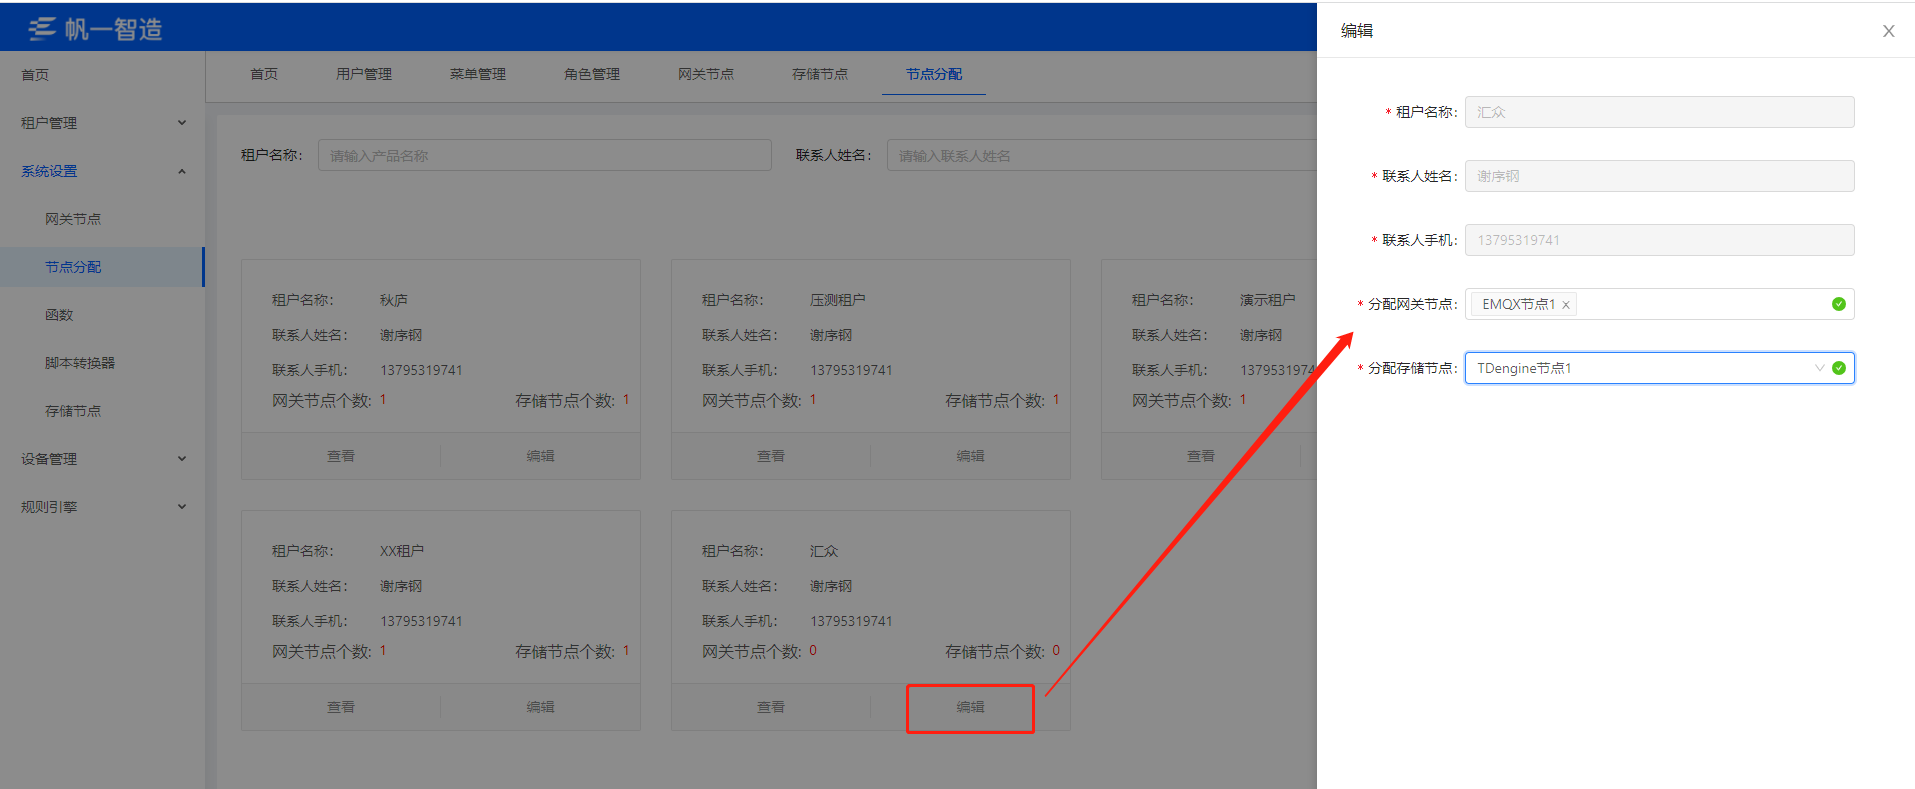 帆一智造
首页
租户管理
系统设置
网关节点
节点分配
函数
脚本转换器
存储节点
设备管理
规则引擎
首页 用户管理 菜单管理 角色管理 网关节点 存储节点 节点分配
租户名称： 请输入产品名称 联系人姓名： 请输入联系人姓名
租户名称： 秋庐
联系人姓名： 谢序钢
联系人手机： 13795319741
网关节点个数: 1 存储节点个数: 1
查看 编辑
租户名称： 压测租户
联系人姓名： 谢序钢
联系人手机： 13795319741
网关节点个数: 1 存储节点个数: 1
查看 编辑
租户名称： 演示租户
联系人姓名： 谢序钢
联系人手机： 1379531974
网关节点个数: 1
查看
租户名称： XX租户
联系人姓名： 谢序钢
联系人手机： 13795319741
网关节点个数: 1 存储节点个数: 1
查看 编辑
租户名称： 汇众
联系人姓名： 谢序钢
联系人手机： 13795319741
网关节点个数: 0 存储节点个数: 0
查看 编辑
编辑 X
* 租户名称: 汇众
* 联系人姓名: 谢序钢
* 联系人手机: 13795319741
* 分配网关节点: EMQX节点1 ×
* 分配存储节点: TDengine节点1